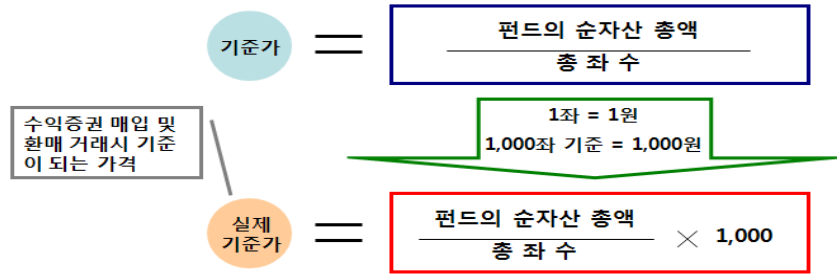 기준가
=
펀드의 순자산 총액
총 좌 수
수익증권 매입 및
환매 거래시 기준
이 되는 가격
1좌 = 1원
1,000좌 기준 = 1,000원
실제
기준가
=
펀드의 순자산 총액
총 좌 수
× 1,000